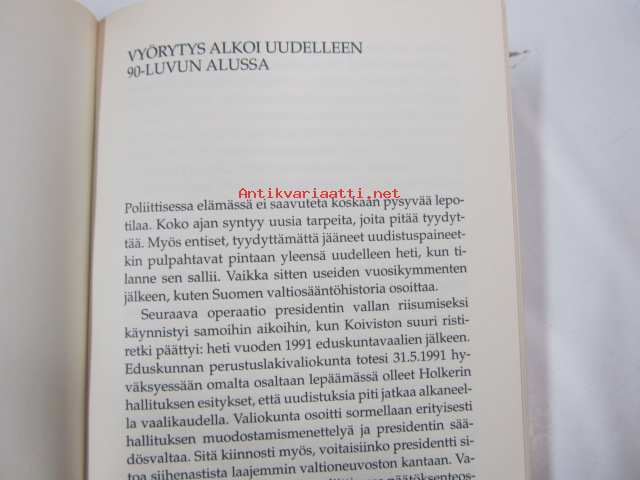 VYÖRYTYS ALKOI UUDELLEEN
90-LUVUN ALUSSA
Antikvariaatti.net
Poliittisessa elämässä ei saavuteta koskaan pysyvää lepo-
tilaa. Koko ajan syntyy uusia tarpeita, joita pitää tyydyt-
tää. Myös entiset, tyydyttämättä jääneet uudistuspaineet-
kin pulpahtavat pintaan yleensä uudelleen heti, kun ti-
lanne sen sallii. Vaikka sitten useiden vuosikymmenten
jälkeen, kuten Suomen valtiosääntöhistoria osoittaa.
Seuraava operaatio presidentin vallan riisumiseksi
käynnistyi samoihin aikoihin, kun Koiviston suuri risti-
retki päättyi: heti vuoden 1991 eduskuntavaalien jälkeen.
Eduskunnan perustuslakivaliokunta totesi 31.5.1991 hy-
väksyessään omalta osaltaan lepäämässä olleet Holkerin
hallituksen esitykset, että uudistuksia piti jatkaa alkaneel-
la vaalikaudella. Valiokunta osoitti sormellaan erityisesti
hallituksen muodostamismenettelyä ja presidentin sää-
dösvaltaa. Sitä kiinnosti myös, voitaisiinko presidentti si-
toa siihenastista laajemmin valtioneuvoston kantaan. Va-
päätöksenteos-